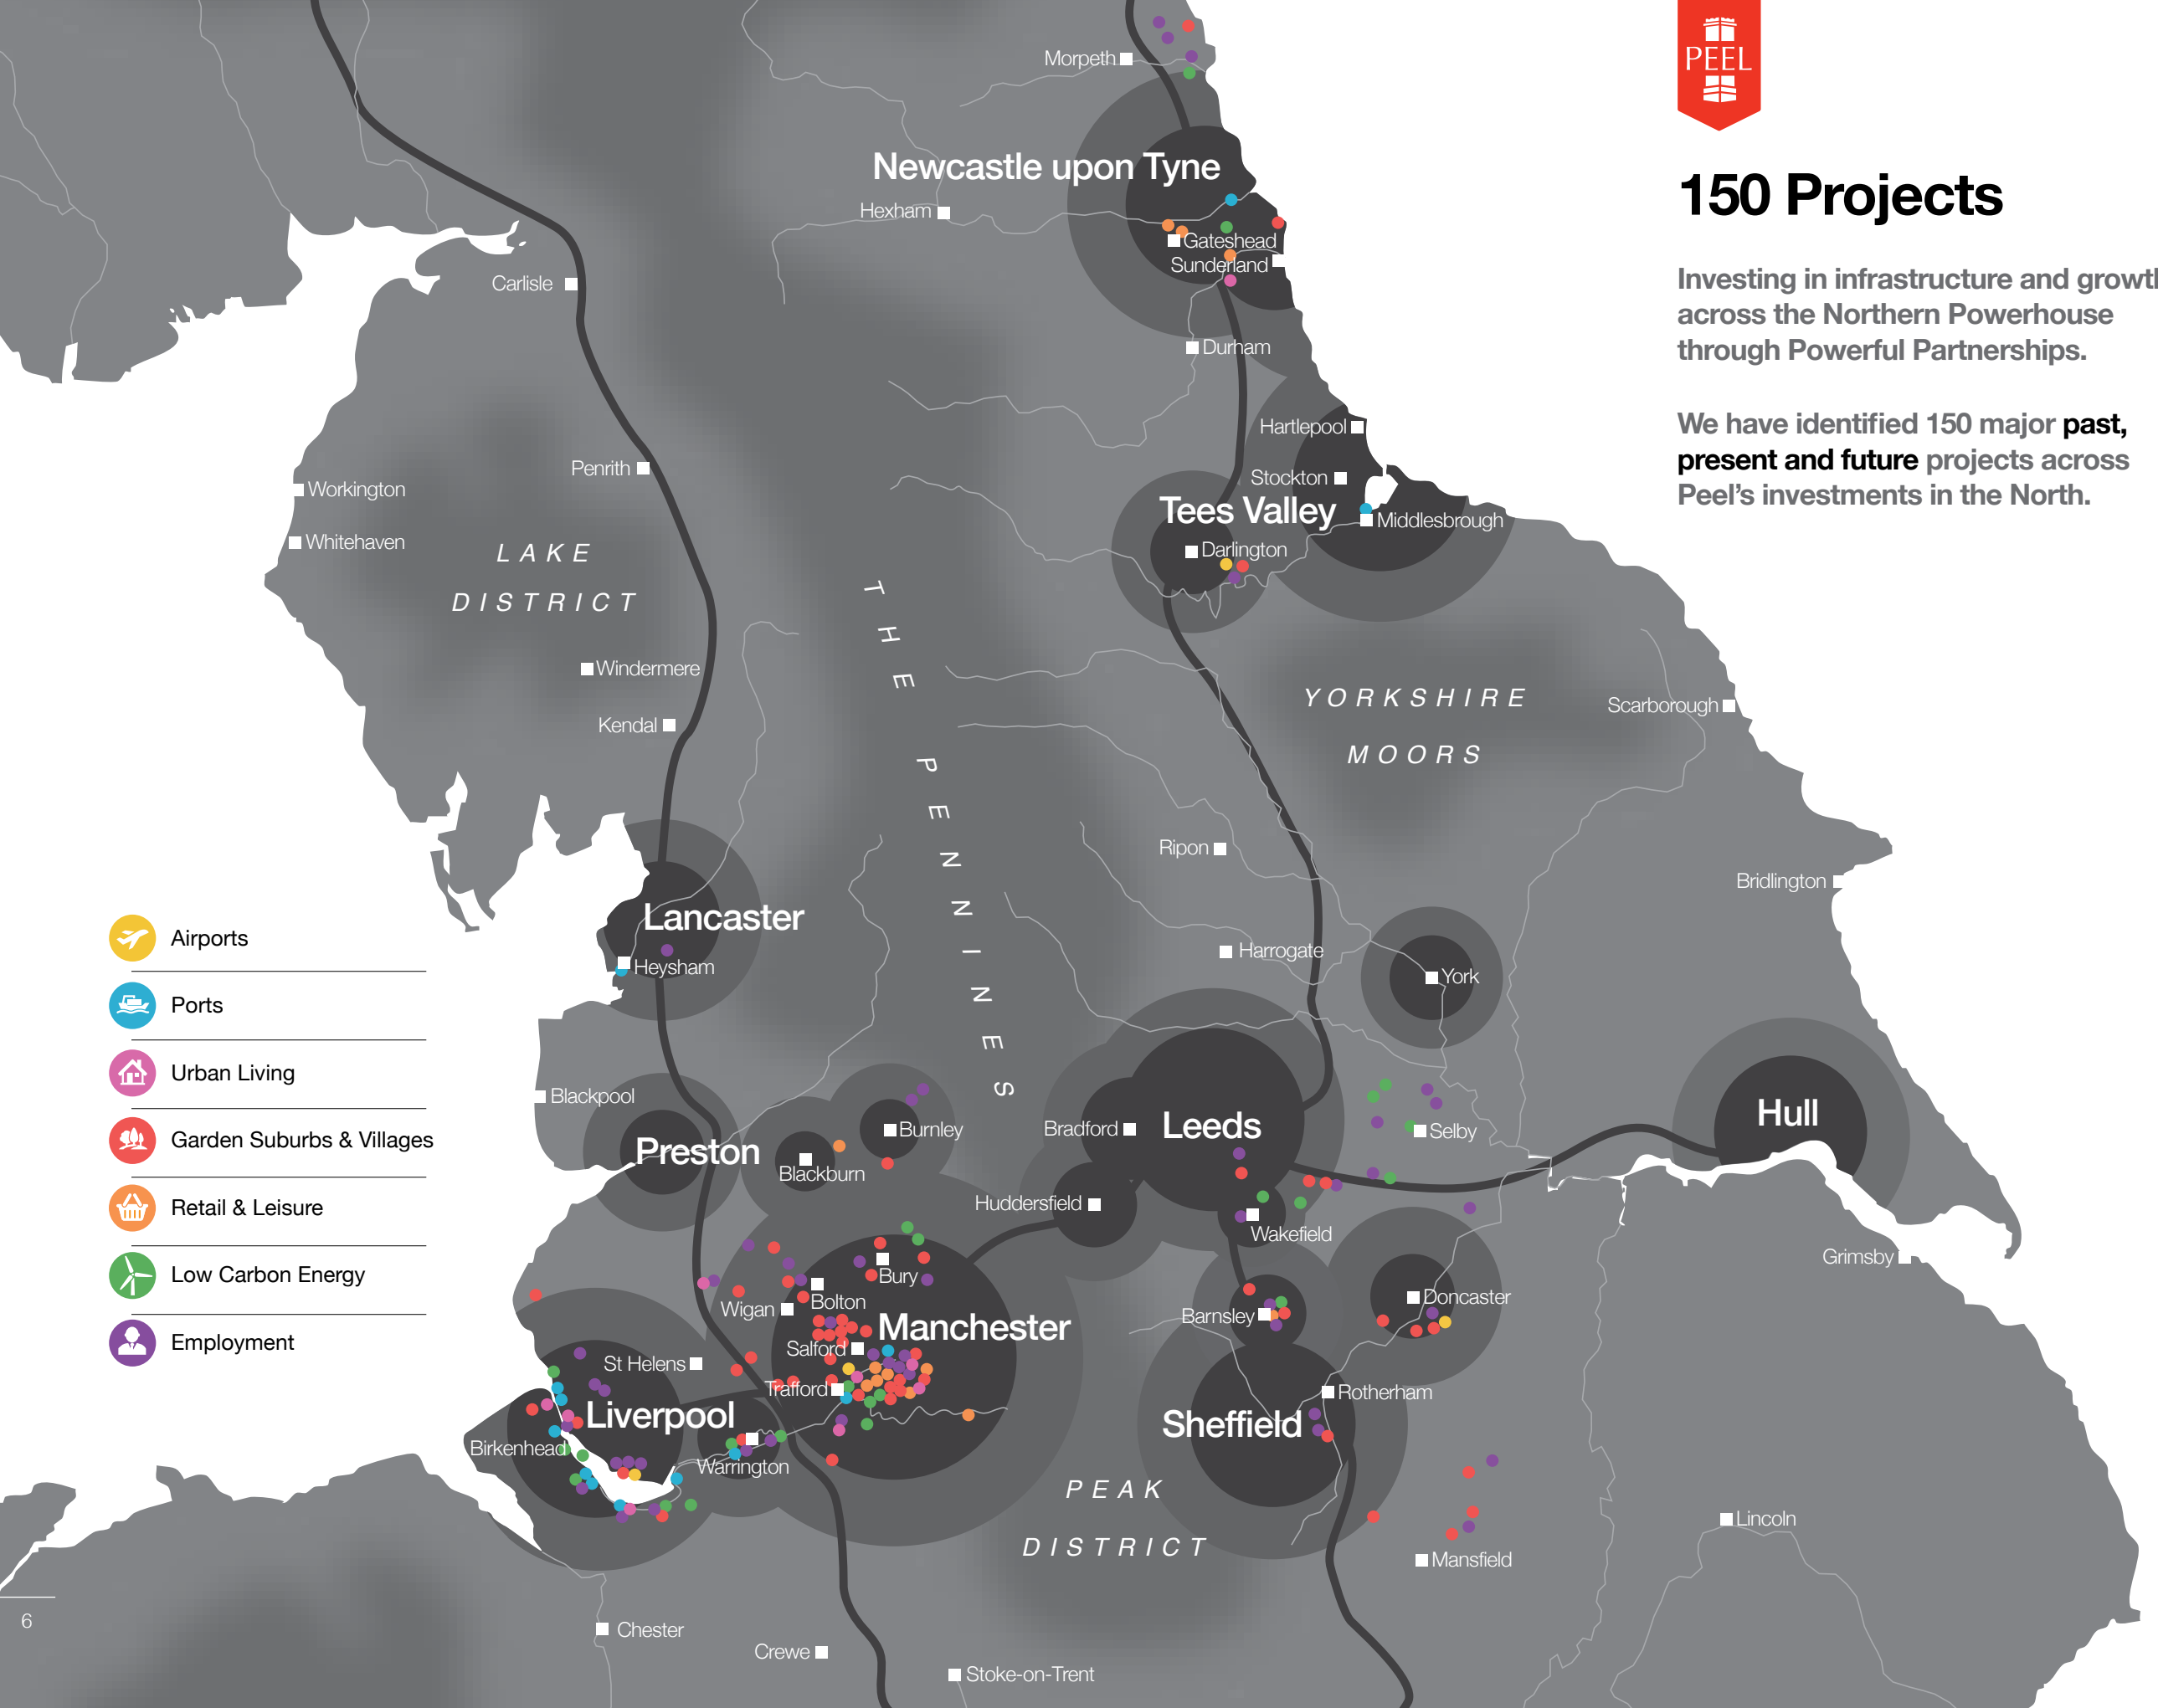 PEEL
150 Projects
Investing in infrastructure and growth
across the Northern Powerhouse
through Powerful Partnerships.
We have identified 150 major past,
present and future projects across
Peel's investments in the North.
Morpeth
Newcastle upon Tyne
Hexham
Gateshead
Sunderland
Carlisle
Durham
Hartlepool
Penrith
Stockton
Workington
Tees Valley
Middlesbrough
Whitehaven
Darlington
LAKE
DISTRICT
THE PENNINES
Windermere
YORKSHIRE
MOORS
Scarborough
Kendal
Ripon
Bridlington
Lancaster
Heysham
Harrogate
York
Airports
Ports
Urban Living
Garden Suburbs & Villages
Retail & Leisure
Low Carbon Energy
Employment
Blackpool
Preston
Blackburn
Burnley
Bradford
Leeds
Selby
Hull
Huddersfield
Wakefield
Grimsby
Bury
Bolton
Wigan
Manchester
Salford
St Helens
Trafford
Barnsley
Doncaster
Rotherham
Liverpool
Sheffield
Birkenhead
Warrington
PEAK
DISTRICT
Lincoln
Mansfield
Chester
Crewe
Stoke-on-Trent
6